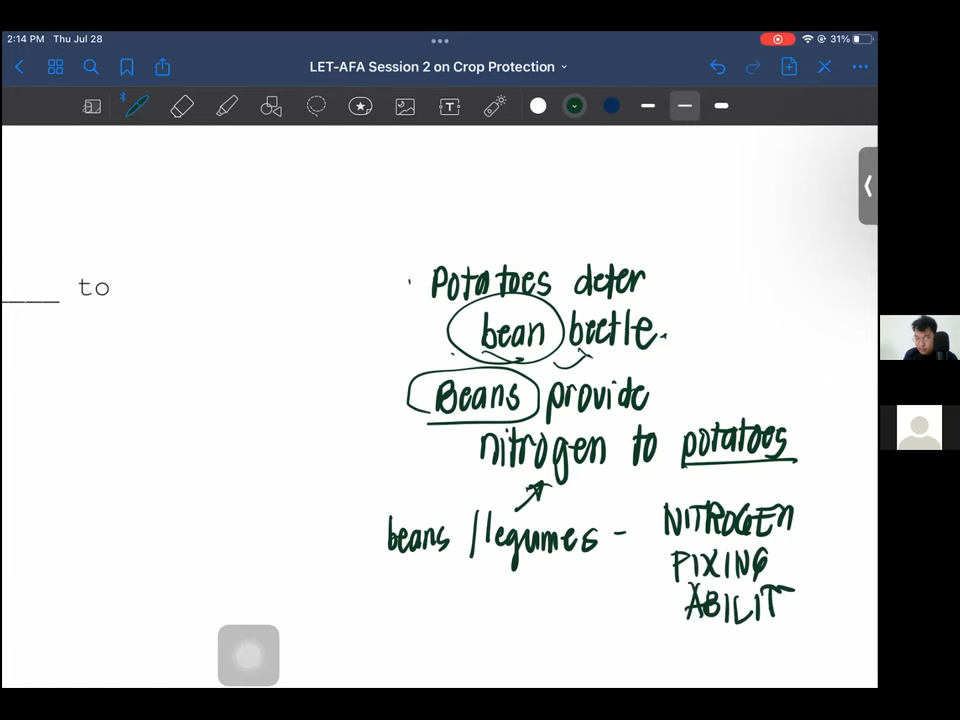 2:14 PM Thu Jul 28
31%
LET-AFA Session 2 on Crop Protection
T
____ to
Potatoes deter
bean beetle.
Beans provide
nitrogen to potatoes
beans / legumes - NITROGEN
FIXING
ABILIT